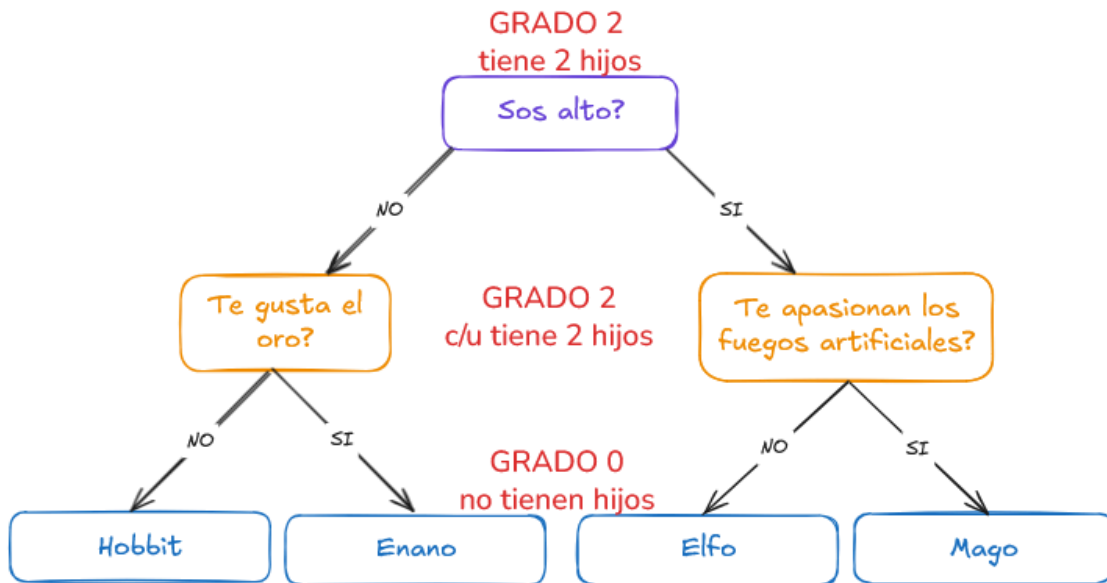 GRADO 2
tiene 2 hijos
Sos alto?
NO
SI
Te gusta el
oro?
GRADO 2
c/u tiene 2 hijos
Te apasionan los
fuegos artificiales?
NO
SI
GRADO 0
no tienen hijos
NO
SI
Hobbit
Enano
Elfo
Mago